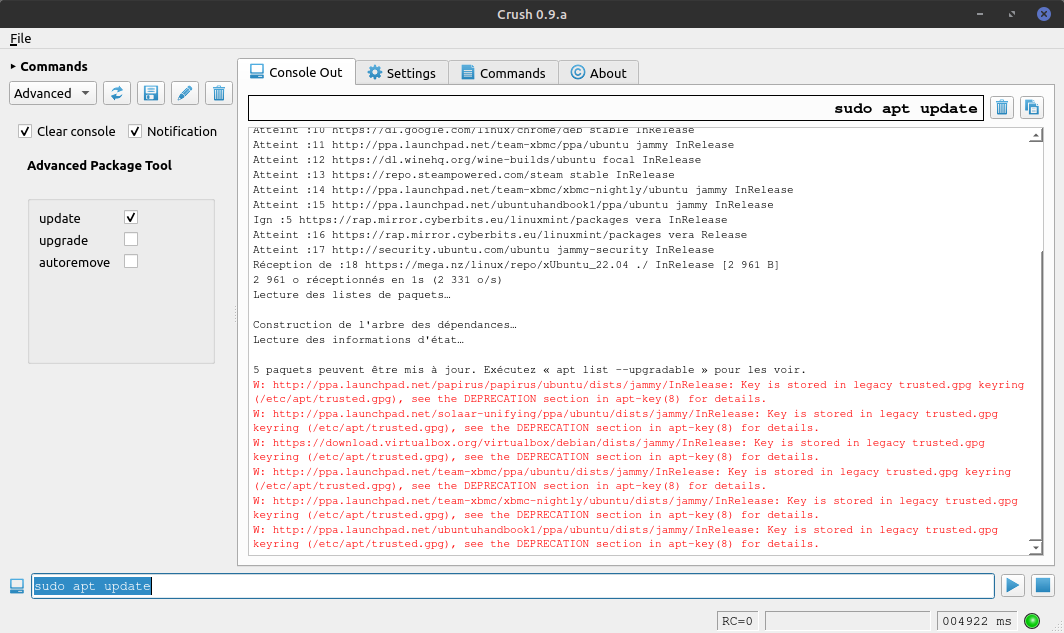 Crush 0.9.a
File
Commands
Advanced
Clear console
Notification
Advanced Package Tool
update
upgrade
autoremove
Console Out
Settings
Commands
About
sudo apt update
Atteint :10 https://dl.google.com/linux/chrome/deb stable InRelease
Atteint :11 http://ppa.launchpad.net/team-xbmc/ppa/ubuntu jammy InRelease
Atteint :12 https://dl.winehq.org/wine-builds/ubuntu focal InRelease
Atteint :13 https://repo.steampowered.com/steam stable InRelease
Atteint :14 http://ppa.launchpad.net/team-xbmc/xbmc-nightly/ubuntu jammy InRelease
Atteint :15 http://ppa.launchpad.net/ubuntuhandbook1/ppa/ubuntu jammy InRelease
Ign :5 https://rap.mirror.cyberbits.eu/linuxmint/packages vera InRelease
Atteint :16 https://rap.mirror.cyberbits.eu/linuxmint/packages vera Release
Atteint :17 http://security.ubuntu.com/ubuntu jammy-security InRelease
Réception de :18 https://mega.nz/linux/repo/xUbuntu_22.04 ./ InRelease [2 961 B]
2 961 o réceptionnés en 1s (2 331 o/s)
Lecture des listes de paquets…
Construction de l'arbre des dépendances…
Lecture des informations d'état…
5 paquets peuvent être mis à jour. Exécutez « apt list --upgradable » pour les voir.
W: http://ppa.launchpad.net/papirus/papirus/ubuntu/dists/jammy/InRelease: Key is stored in legacy trusted.gpg keyring
(/etc/apt/trusted.gpg), see the DEPRECATION section in apt-key(8) for details.
W: http://ppa.launchpad.net/solaar-unifying/ppa/ubuntu/dists/jammy/InRelease: Key is stored in legacy trusted.gpg
keyring (/etc/apt/trusted.gpg), see the DEPRECATION section in apt-key(8) for details.
W: https://download.virtualbox.org/virtualbox/debian/dists/jammy/InRelease: Key is stored in legacy trusted.gpg
keyring (/etc/apt/trusted.gpg), see the DEPRECATION section in apt-key(8) for details.
W: http://ppa.launchpad.net/team-xbmc/ppa/ubuntu/dists/jammy/InRelease: Key is stored in legacy trusted.gpg keyring
(/etc/apt/trusted.gpg), see the DEPRECATION section in apt-key(8) for details.
W: http://ppa.launchpad.net/team-xbmc/xbmc-nightly/ubuntu/dists/jammy/InRelease: Key is stored in legacy trusted.gpg
keyring (/etc/apt/trusted.gpg), see the DEPRECATION section in apt-key(8) for details.
W: http://ppa.launchpad.net/ubuntuhandbook1/ppa/ubuntu/dists/jammy/InRelease: Key is stored in legacy trusted.gpg
keyring (/etc/apt/trusted.gpg), see the DEPRECATION section in apt-key(8) for details.
sudo apt update
RC=0
004922 ms